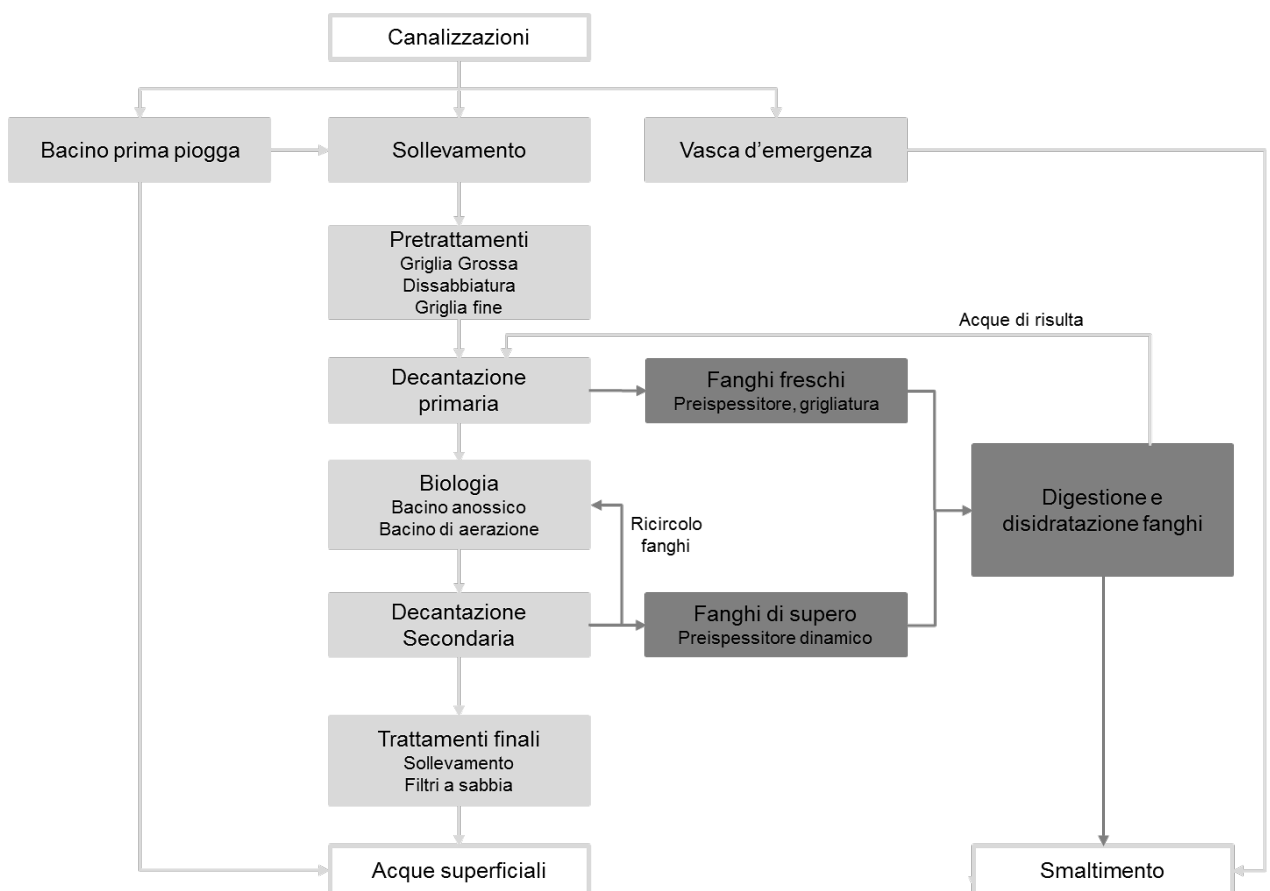 Canalizzazioni
Bacino prima piogga
Sollevamento
Vasca d'emergenza
Pretrattamenti
Griglia Grossa
Dissabbiatura
Griglia fine
Acque di risulta
Decantazione
primaria
Fanghi freschi
Preispessitore, grigliatura
Biologia
Bacino anossico
Bacino di aerazione
Ricircolo
fanghi
Digestione e
disidratazione fanghi
Decantazione
Secondaria
Fanghi di supero
Preispessitore dinamico
Trattamenti finali
Sollevamento
Filtri a sabbia
Acque superficiali
Smaltimento